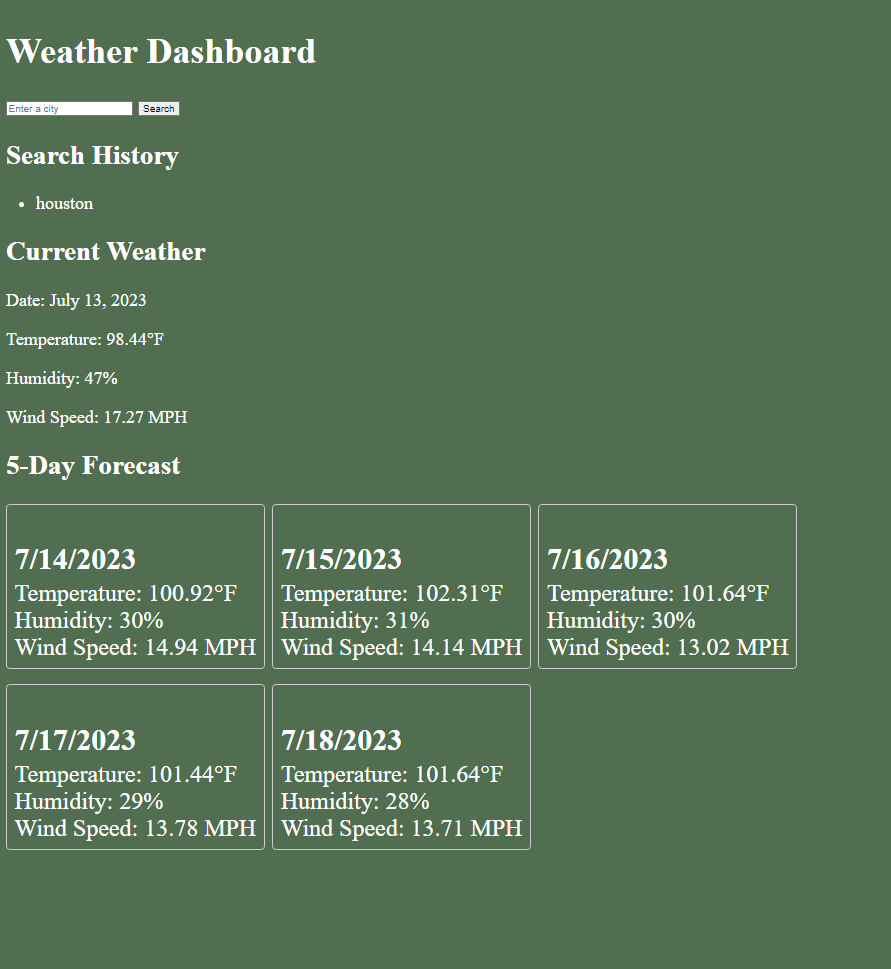 Weather Dashboard
Enter a city Search
Search History
houston
Current Weather
Date: July 13, 2023
Temperature: 98.44°F
Humidity: 47%
Wind Speed: 17.27 MPH
5-Day Forecast
7/14/2023
Temperature: 100.92°F
Humidity: 30%
Wind Speed: 14.94 MPH
7/15/2023
Temperature: 102.31°F
Humidity: 31%
Wind Speed: 14.14 MPH
7/16/2023
Temperature: 101.64°F
Humidity: 30%
Wind Speed: 13.02 MPH
7/17/2023
Temperature: 101.44°F
Humidity: 29%
Wind Speed: 13.78 MPH
7/18/2023
Temperature: 101.64°F
Humidity: 28%
Wind Speed: 13.71 MPH